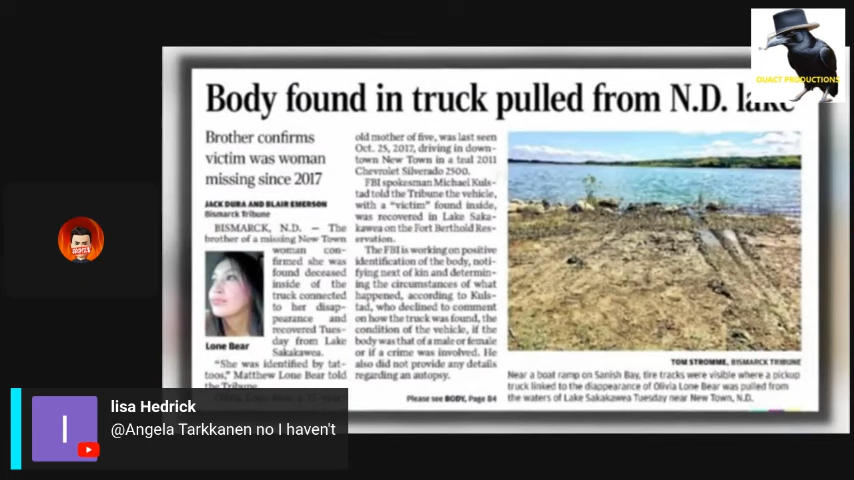 QUACT PRODUCTIONS
Body found in truck pulled from N.D. lake
Brother confirms
victim was woman
missing since 2017
JACK DURA AND BLAIR EMERSON
Bismarck Tribune
BISMARCK, N.D. — The
brother of a missing New Town
woman con-
firmed she was
found deceased
inside of the
truck connected
to her disap-
pearance and
recovered Tues-
day from Lake
Sakakawea.
Lone Bear
"She was identified by tat-
toos," Matthew Lone Bear told
the Tribune.
old mother of five, was last seen
Oct. 25, 2017, driving in down-
town New Town in a teal 2011
Chevrolet Silverado 2500.
FBI spokesman Michael Kuls-
tad told the Tribune the vehicle,
with a "victim" found inside,
was recovered in Lake Saka-
kawea on the Fort Berthold Res-
ervation.
The FBI is working on positive
identification of the body, noti-
fying next of kin and determin-
ing the circumstances of what
happened, according to Kuls-
tad, who declined to comment
on how the truck was found, the
condition of the vehicle, if the
body was that of a male or female
or if a crime was involved. He
also did not provide any details
regarding an autopsy.
Please see BODY, Page B4
TOM STROMME, BISMARCK TRIBUNE
Near a boat ramp on Sanish Bay, tire tracks were visible where a pickup
truck linked to the diappearance of Olivia Lone Bear was pulled from
the waters of Lake Sakakawea Tuesday near New Town, N.D.
I
lisa Hedrick
@Angela Tarkkanen no I haven't